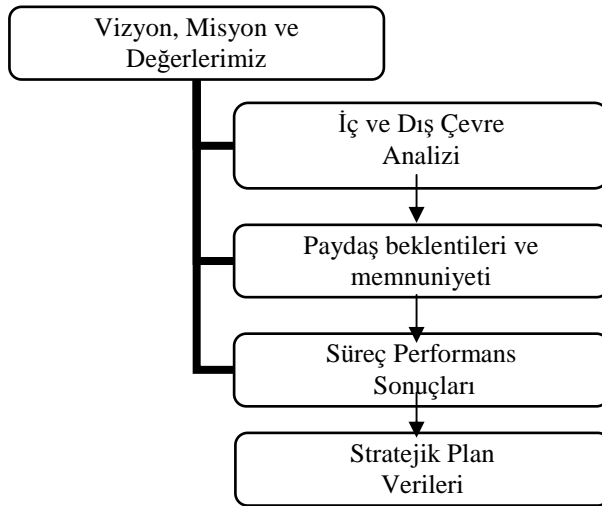 Vizyon, Misyon ve
Değerlerimiz
İç ve Dış Çevre
Analizi
Paydaş beklentileri ve
memnuniyeti
Süreç Performans
Sonuçları
Stratejik Plan
Verileri